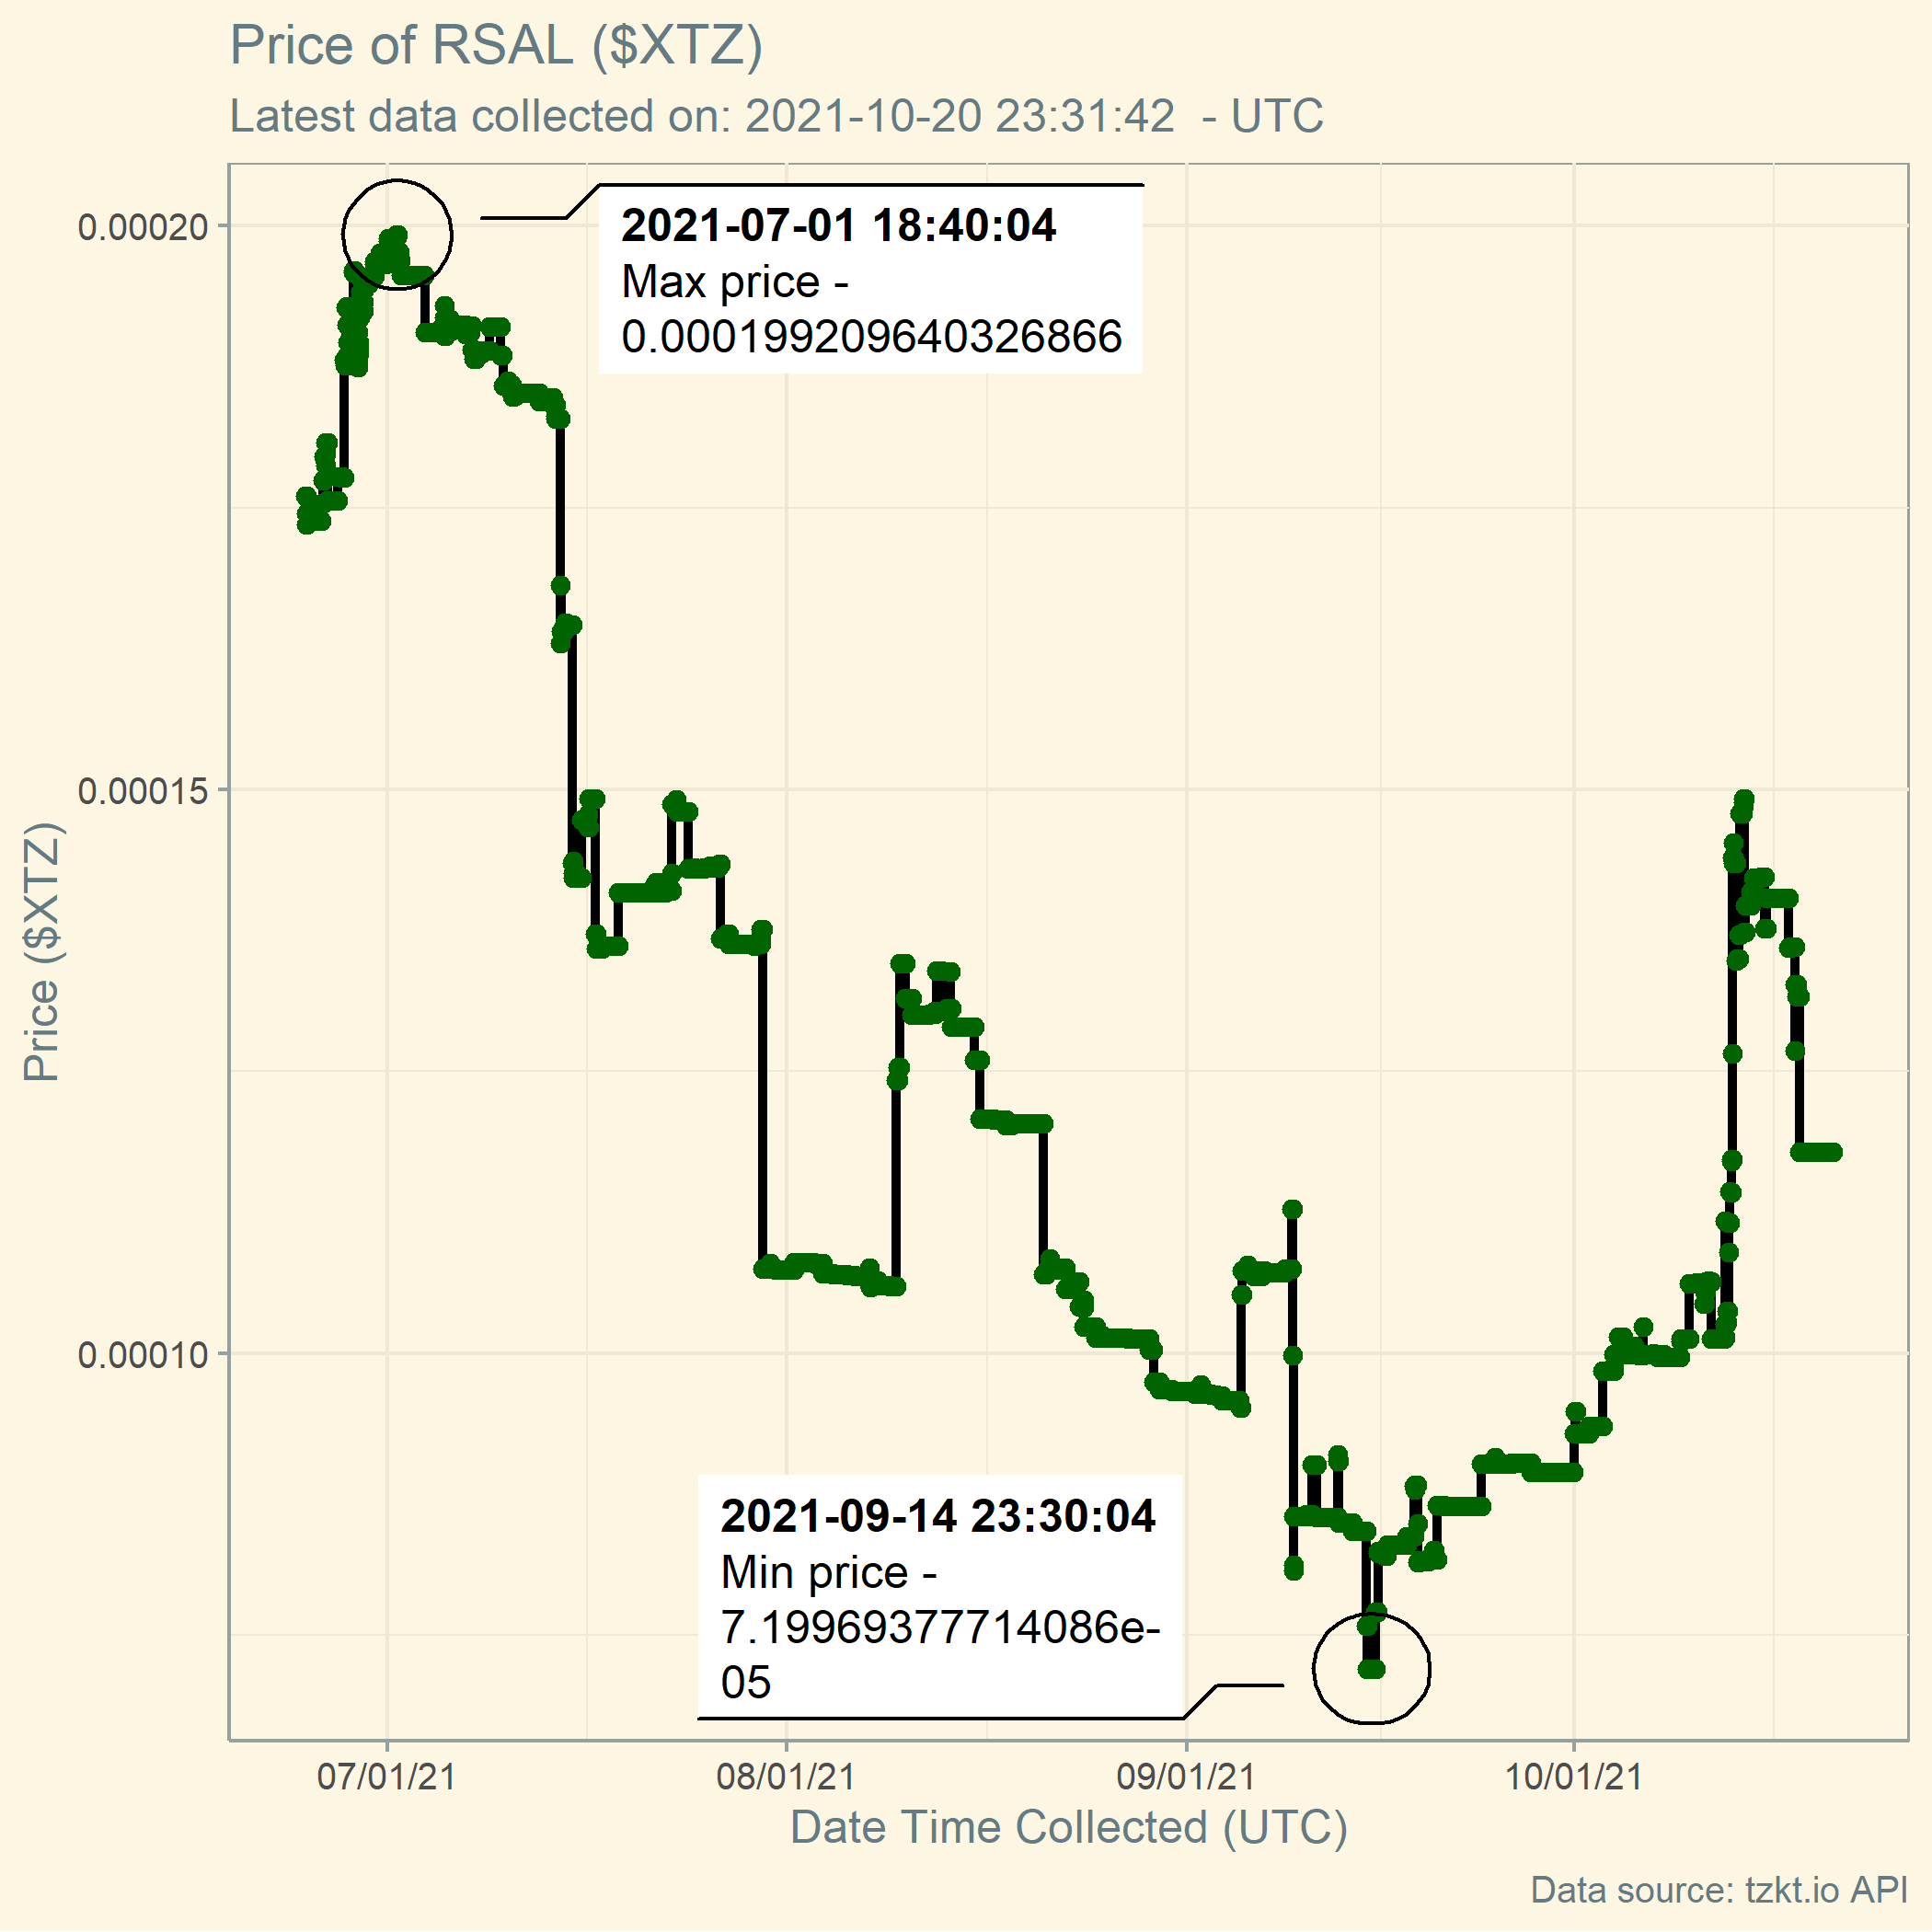 Price of RSAL ($XTZ)
Latest data collected on: 2021-10-20 23:31:42  - UTC
2021-07-01 18:40:04
Max price -
0.000199209640326866
0.00020
0.00015
0.00010
Price ($XTZ)
2021-09-14 23:30:04
Min price -
7.19969377714086e-
05
07/01/21
08/01/21
09/01/21
10/01/21
Date Time Collected (UTC)
Data source: tzkt.io API